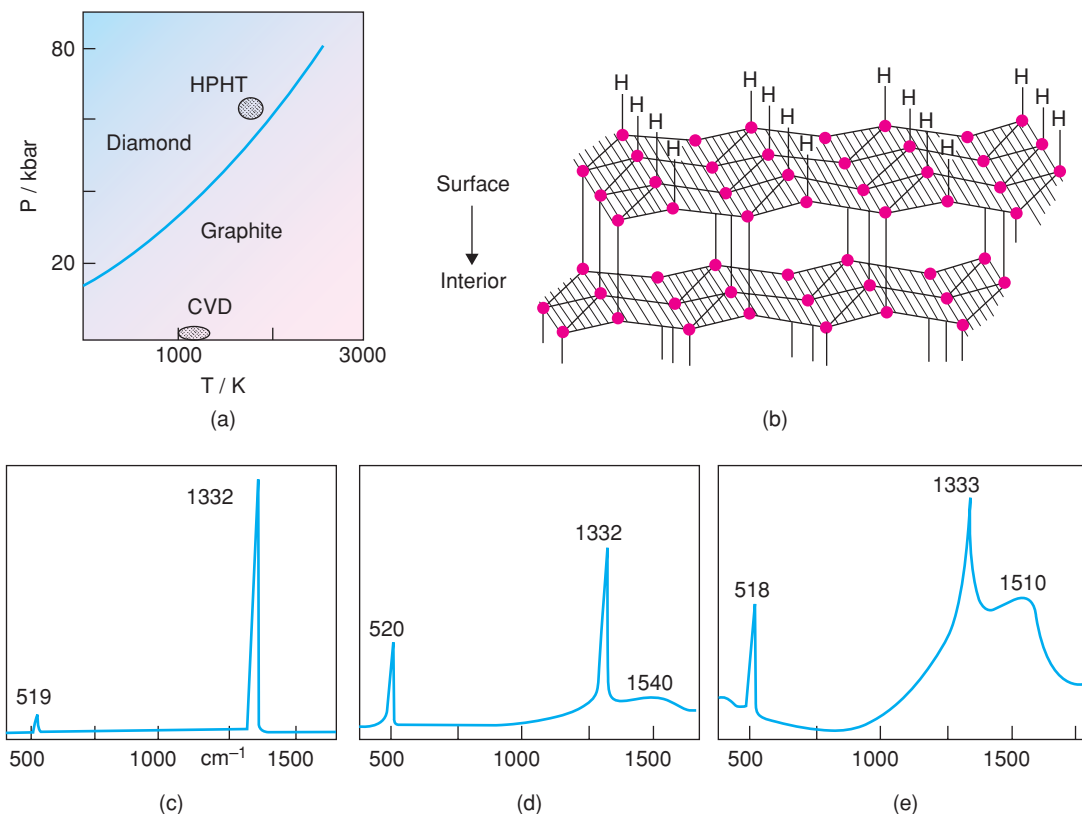 80
HPHT
Diamond
P / kbar
Graphite
20
CVD
1000 3000
T / K
(a)
H H H
H H H H H H
H H H H
H H H
Surface
Interior
(b)
1332
519
500 1000 cm⁻¹ 1500
(c)
1332
520
1540
500 1000 1500
(d)
1333
518
1510
500 1000 1500
(e)